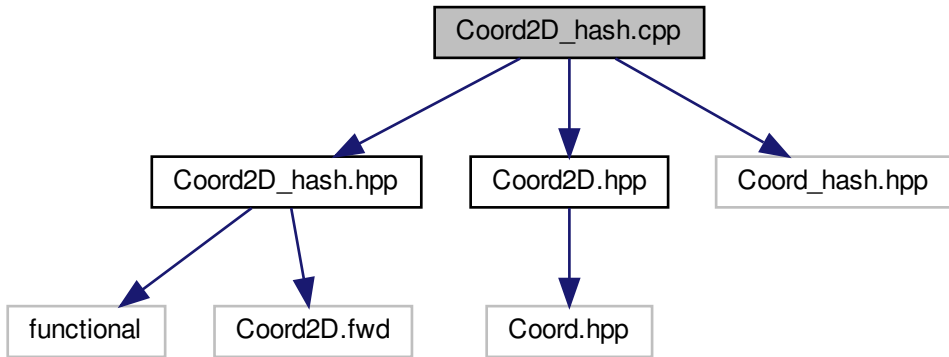 Coord2D_hash.cpp
Coord2D_hash.hpp
Coord2D.hpp
Coord_hash.hpp
functional
Coord2D.fwd
Coord.hpp